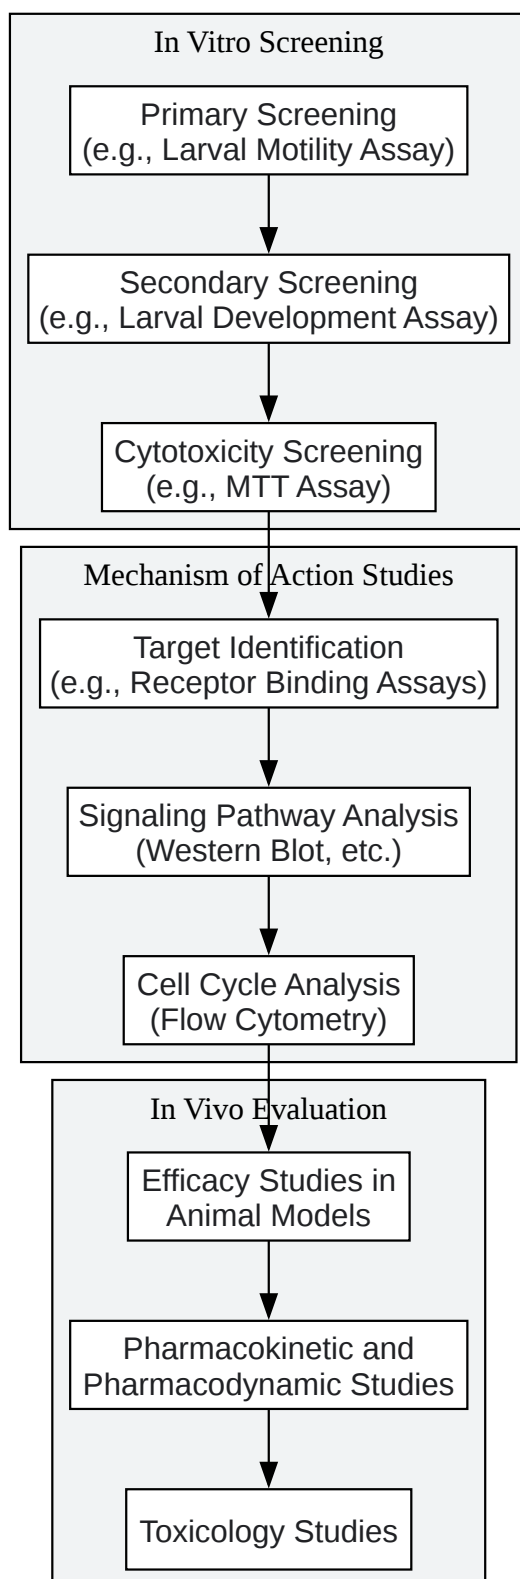 In Vitro Screening
Primary Screening
(e.g., Larval Motility Assay)
Secondary Screening
(e.g., Larval Development Assay)
Cytotoxicity Screening
(e.g., MTT Assay)
Mechanism of Action Studies
Target Identification
(e.g., Receptor Binding Assays)
Signaling Pathway Analysis
(Western Blot, etc.)
Cell Cycle Analysis
(Flow Cytometry)
In Vivo Evaluation
Efficacy Studies in
Animal Models
Pharmacokinetic and
Pharmacodynamic Studies
Toxicology Studies